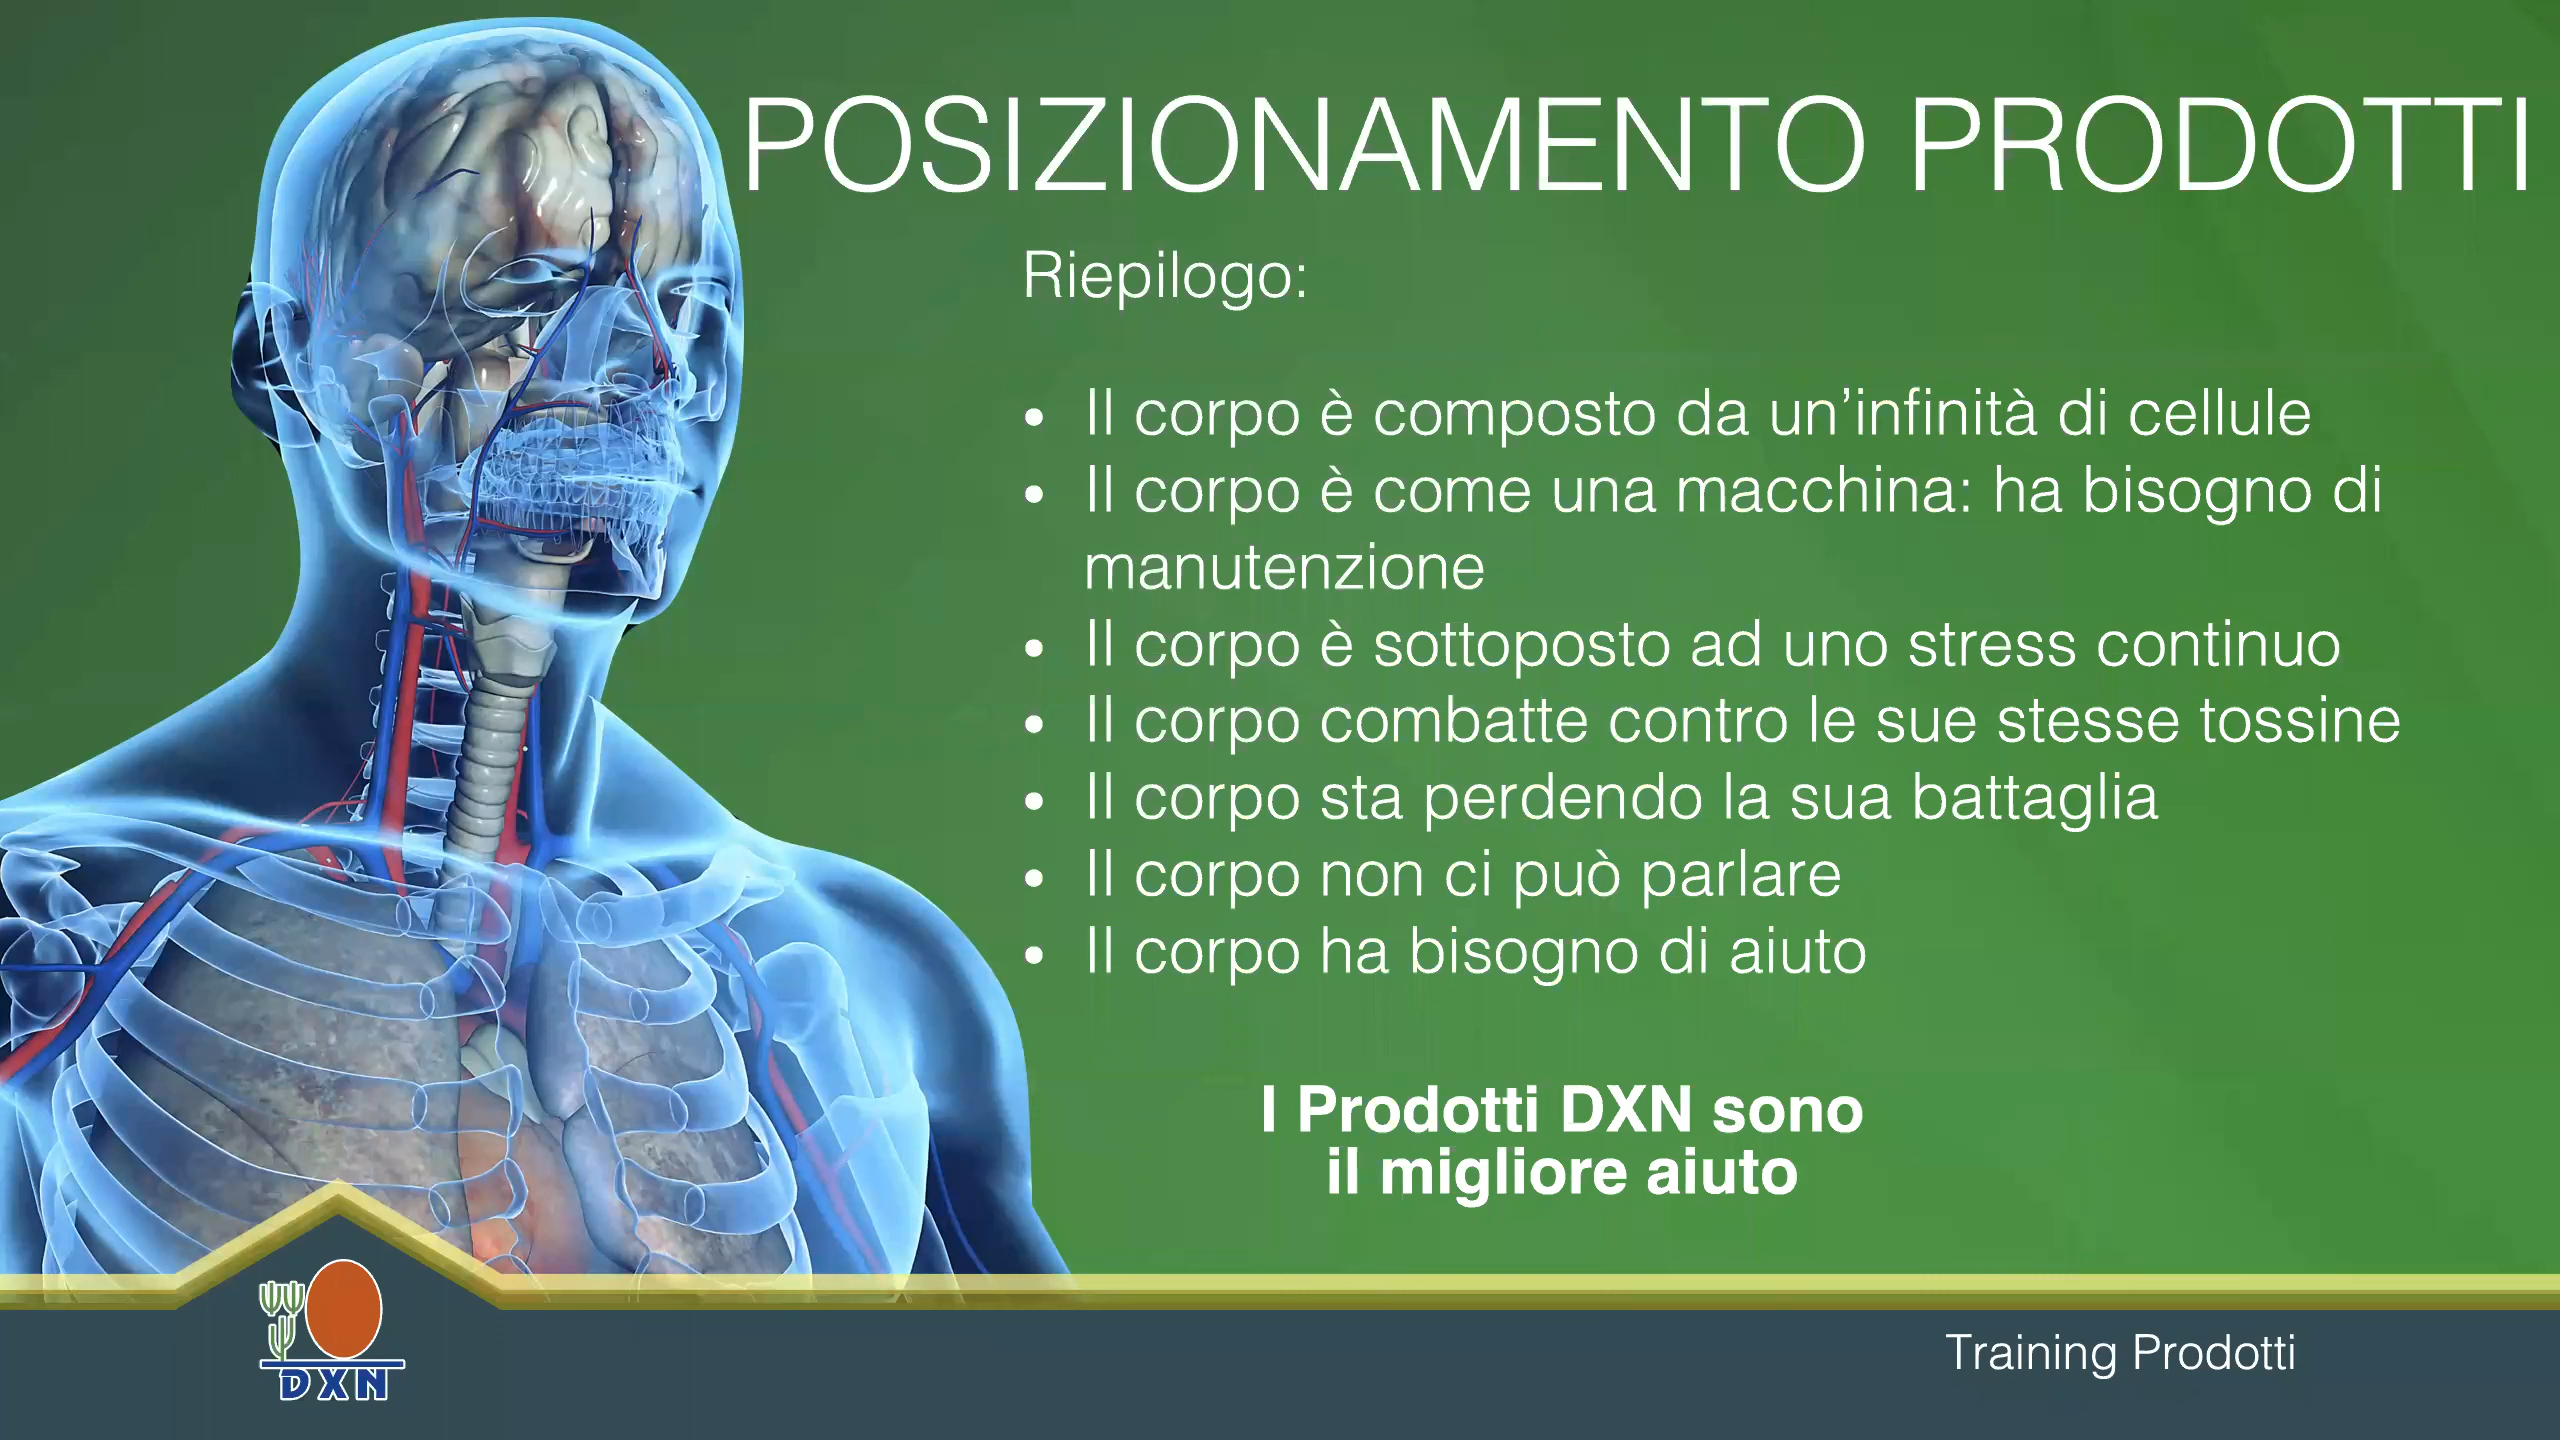 POSIZIONAMENTO PRODOTTI
Riepilogo:
• Il corpo è composto da un’infinità di cellule
• Il corpo è come una macchina: ha bisogno di
manutenzione
• Il corpo è sottoposto ad uno stress continuo
• Il corpo combatte contro le sue stesse tossine
• Il corpo sta perdendo la sua battaglia
• Il corpo non ci può parlare
• Il corpo ha bisogno di aiuto
I Prodotti DXN sono
il migliore aiuto
DXN
Training Prodotti